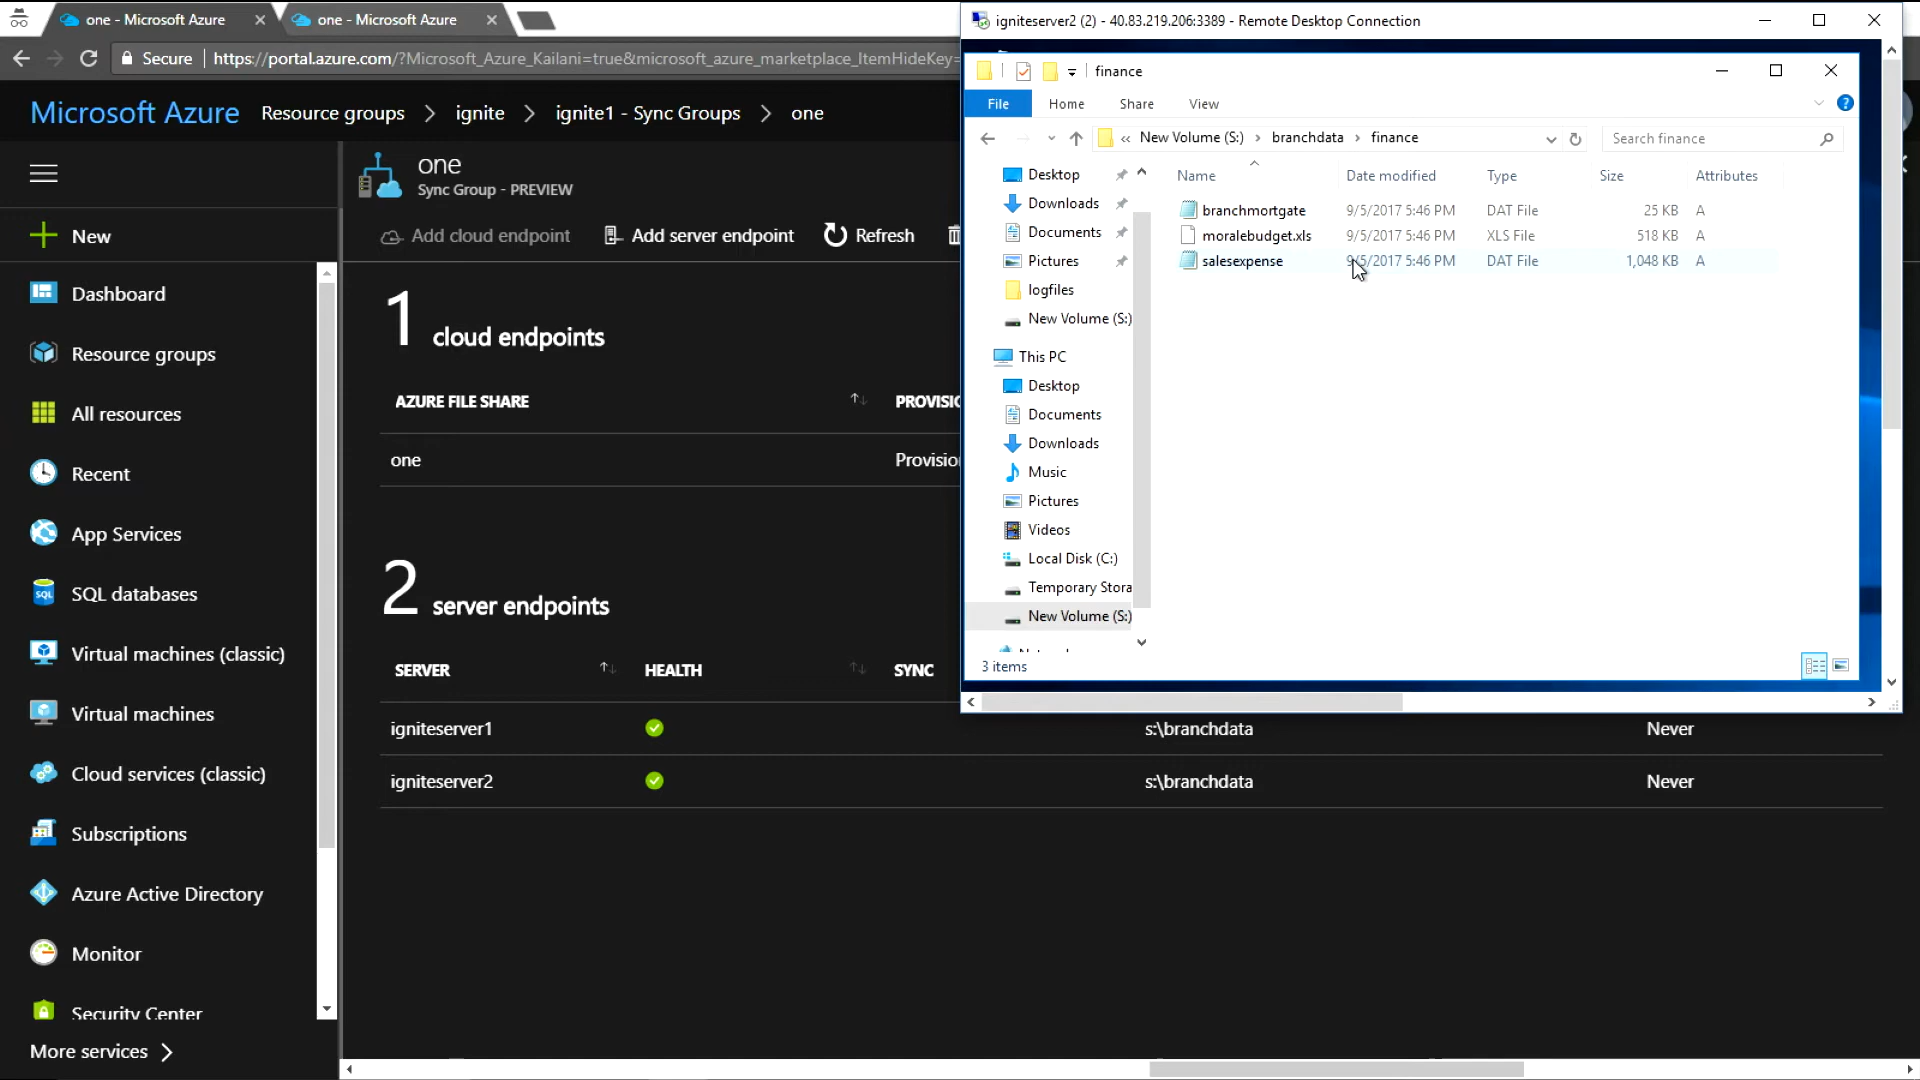 one - Microsoft Azure
one - Microsoft Azure
Secure
https://portal.azure.com/?Microsoft_Azure_Kailani=true&microsoft_azure_marketplace_ItemHideKey=
Microsoft Azure
Resource groups > ignite > ignite1 - Sync Groups > one
New
Dashboard
Resource groups
All resources
Recent
App Services
SQL databases
Virtual machines (classic)
Virtual machines
Cloud services (classic)
Subscriptions
Azure Active Directory
Monitor
Security Center
More services >
one
Sync Group - PREVIEW
Add cloud endpoint
Add server endpoint
Refresh
1 cloud endpoints
AZURE FILE SHARE
one
2 server endpoints
SERVER HEALTH SYNC
igniteserver1 s:\branchdata Never
igniteserver2 s:\branchdata Never
igniteserver2 (2) - 40.83.219.206:3389 - Remote Desktop Connection
finance
File Home Share View
« New Volume (S:) > branchdata > finance
Search finance
Desktop
Downloads
Documents
Pictures
logfiles
New Volume (S:)
This PC
Desktop
Documents
Downloads
Music
Pictures
Videos
Local Disk (C:)
Temporary Stora
New Volume (S:)
Name Date modified Type Size Attributes
branchmortgate 9/5/2017 5:46 PM DAT File 25 KB A
moralebudget.xls 9/5/2017 5:46 PM XLS File 518 KB A
salesexpense 9/5/2017 5:46 PM DAT File 1,048 KB A
3 items